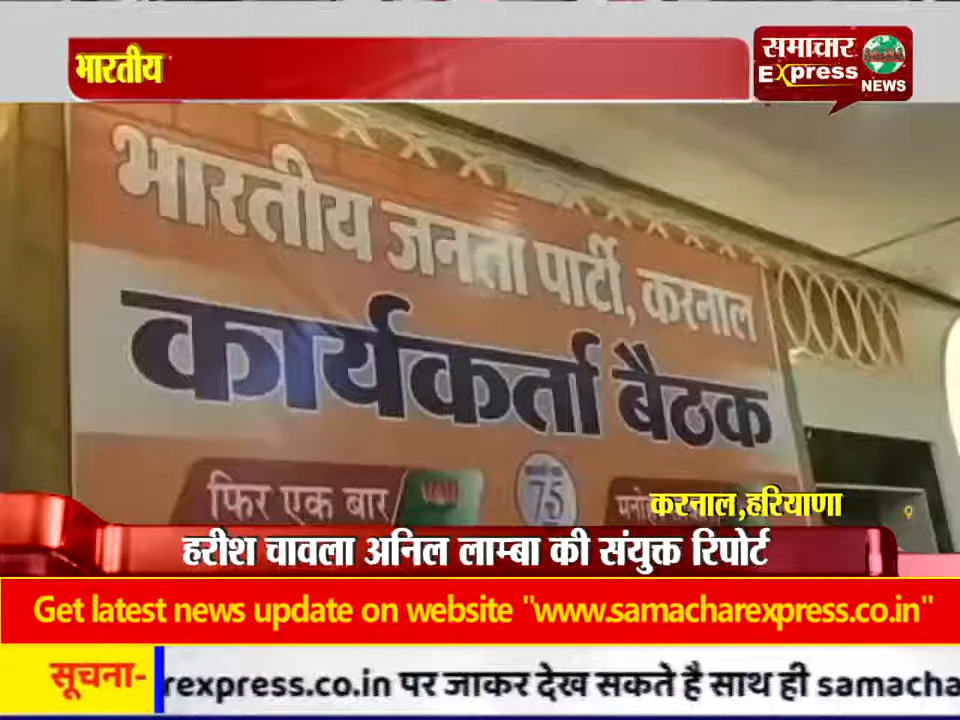 भारतीय
समाचार
Express
NEWS
भारतीय जनता पार्टी, करनाल
कार्यकर्ता बैठक
फिर एक बार
75
करनाल,हरियाणा
हरीश चावला अनिल लाम्बा की संयुक्त रिपोर्ट
Get latest news update on website "www.samacharexpress.co.in"
सूचना-
rexpress.co.in पर जाकर देख सकते है साथ ही samacha